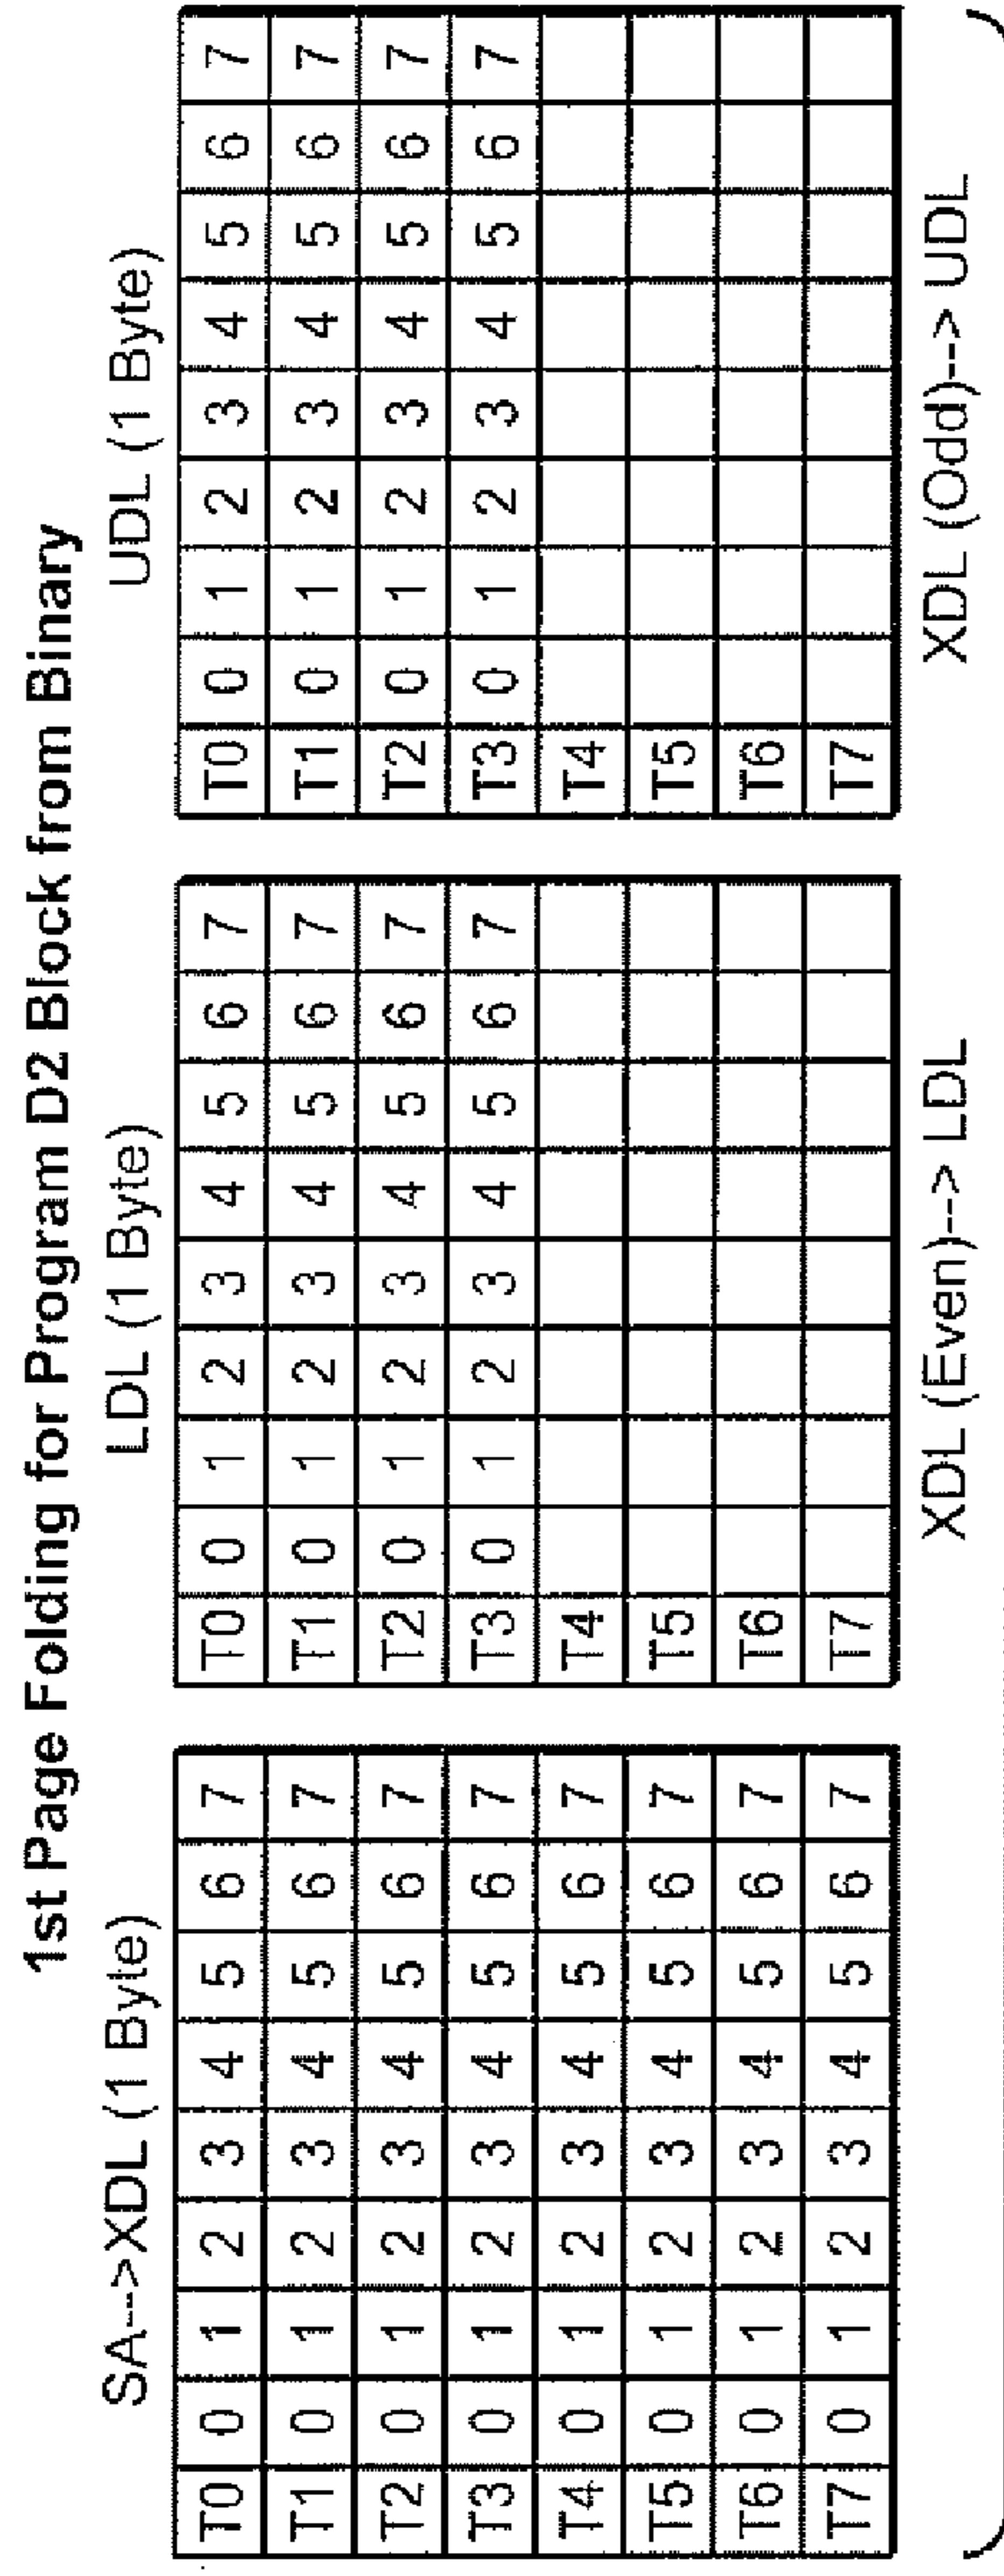 1st Page Folding for Program D2 Block from Binary
SA-->XDL (1 Byte)
T0 0 1 2 3 4 5 6 7
T1 0 1 2 3 4 5 6 7
T2 0 1 2 3 4 5 6 7
T3 0 1 2 3 4 5 6 7
T4 0 1 2 3 4 5 6 7
T5 0 1 2 3 4 5 6 7
T6 0 1 2 3 4 5 6 7
T7 0 1 2 3 4 5 6 7
LDL (1 Byte)
T0 0 1 2 3 4 5 6 7
T1 0 1 2 3 4 5 6 7
T2 0 1 2 3 4 5 6 7
T3 0 1 2 3 4 5 6 7
T4
T5
T6
T7
XDL (Even)--> LDL
UDL (1 Byte)
T0 0 1 2 3 4 5 6 7
T1 0 1 2 3 4 5 6 7
T2 0 1 2 3 4 5 6 7
T3 0 1 2 3 4 5 6 7
T4
T5
T6
T7
XDL (Odd)--> UDL